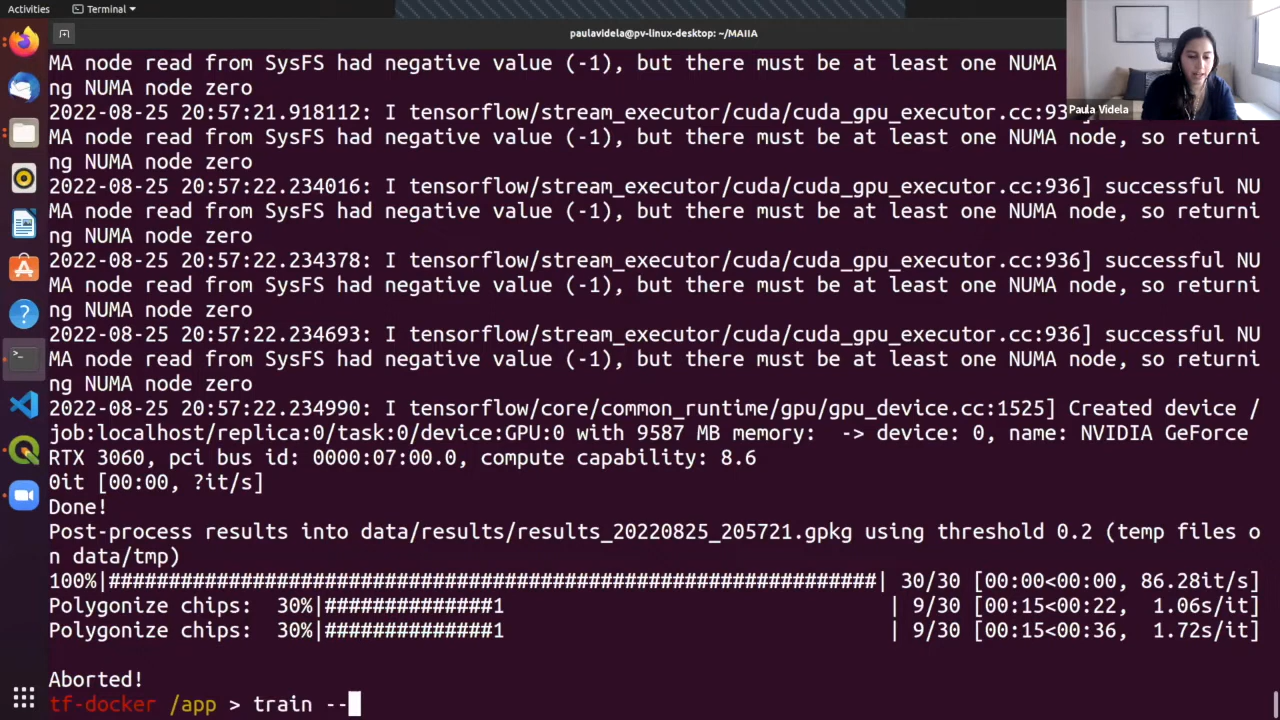 Activities
Terminal
paulavidela@pv-linux-desktop: ~/MAIIA
Paula Videla
MA node read from SysFS had negative value (-1), but there must be at least one NUMA
ng NUMA node zero
2022-08-25 20:57:21.918112: I tensorflow/stream_executor/cuda/cuda_gpu_executor.cc:93
MA node read from SysFS had negative value (-1), but there must be at least one NUMA node, so returni
ng NUMA node zero
2022-08-25 20:57:22.234016: I tensorflow/stream_executor/cuda/cuda_gpu_executor.cc:936] successful NU
MA node read from SysFS had negative value (-1), but there must be at least one NUMA node, so returni
ng NUMA node zero
2022-08-25 20:57:22.234378: I tensorflow/stream_executor/cuda/cuda_gpu_executor.cc:936] successful NU
MA node read from SysFS had negative value (-1), but there must be at least one NUMA node, so returni
ng NUMA node zero
2022-08-25 20:57:22.234693: I tensorflow/stream_executor/cuda/cuda_gpu_executor.cc:936] successful NU
MA node read from SysFS had negative value (-1), but there must be at least one NUMA node, so returni
ng NUMA node zero
2022-08-25 20:57:22.234990: I tensorflow/core/common_runtime/gpu/gpu_device.cc:1525] Created device /
job:localhost/replica:0/task:0/device:GPU:0 with 9587 MB memory:  -> device: 0, name: NVIDIA GeForce
RTX 3060, pci bus id: 0000:07:00.0, compute capability: 8.6
0it [00:00, ?it/s]
Done!
Post-process results into data/results/results_20220825_205721.gpkg using threshold 0.2 (temp files o
n data/tmp)
100%|################################################################| 30/30 [00:00<00:00, 86.28it/s]
Polygonize chips:  30%|##############1                                | 9/30 [00:15<00:22,  1.06s/it]
Polygonize chips:  30%|##############1                                | 9/30 [00:15<00:36,  1.72s/it]
Aborted!
tf-docker /app > train --